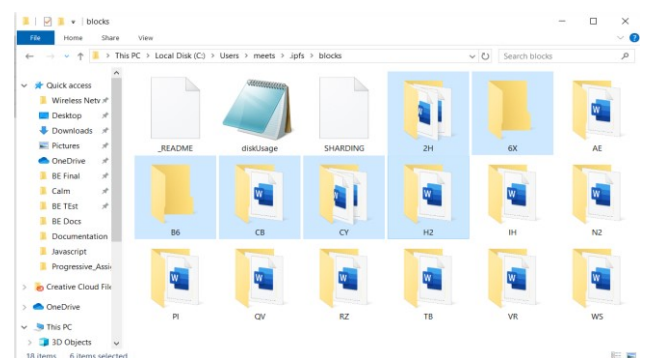 blocks
File Home Share View
This PC > Local Disk (C:) > Users > meets > .ipfs > blocks
Search blocks
Quick access
Wireless Netv
Desktop
Downloads
Pictures
OneDrive
BE Final
Calm
BE TEst
BE Docs
Documentation
Javascript
Progressive_Assi
Creative Cloud File
OneDrive
This PC
3D Objects
_README diskUsage SHARDING 2H 6X AE
B6 CB CY H2 IH N2
PI QV RZ TB VR WS
18 items 6 items selected